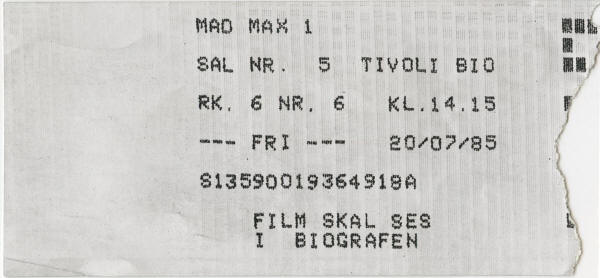 MAD MAX 1
SAL NR. 5 TIVOLI BIO
RK. 6 NR. 6 KL.14.15
--- FRI --- 20/07/85
S13590019364918A
FILM SKAL SES
I BIOGRAFEN